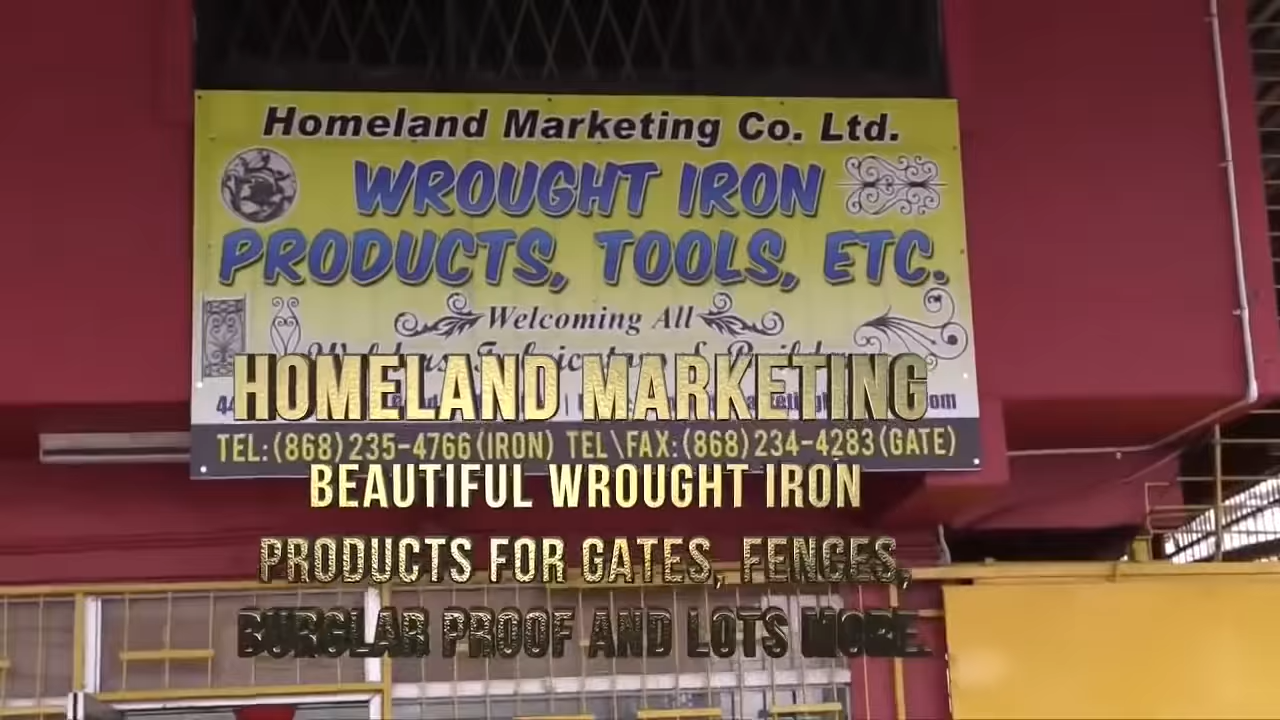 Homeland Marketing Co. Ltd.
WROUGHT IRON
PRODUCTS, TOOLS, ETC.
Welcoming All
HOMELAND MARKETING
TEL:(868)235-4766(IRON) TEL\FAX:(868)234-4283(GATE)
BEAUTIFUL WROUGHT IRON
PRODUCTS FOR GATES, FENCES,
BURGLAR PROOF AND LOTS MORE.